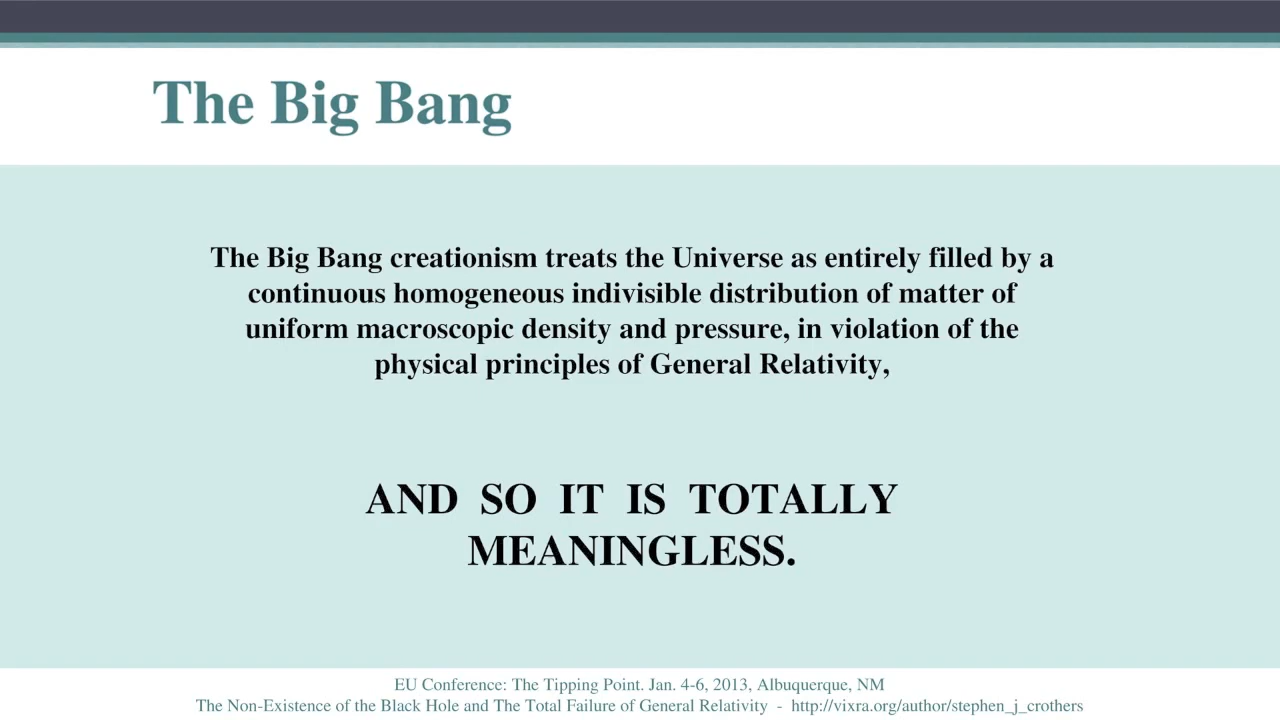 The Big Bang
The Big Bang creationism treats the Universe as entirely filled by a
continuous homogeneous indivisible distribution of matter of
uniform macroscopic density and pressure, in violation of the
physical principles of General Relativity,
AND SO IT IS TOTALLY
MEANINGLESS.
EU Conference: The Tipping Point. Jan. 4-6, 2013, Albuquerque, NM
The Non-Existence of the Black Hole and The Total Failure of General Relativity - http://vixra.org/author/stephen_j_crothers